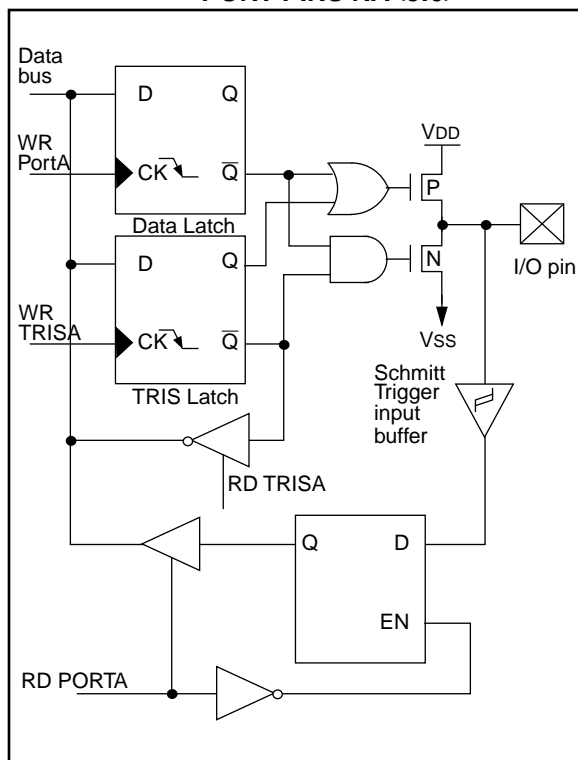 Data
bus
D Q
WR
PortA
CK Q
Data Latch
D Q
WR
TRISA
CK Q
TRIS Latch
VDD
P
N
I/O pin
VSS
Schmitt
Trigger
input
buffer
RD TRISA
Q D
EN
RD PORTA